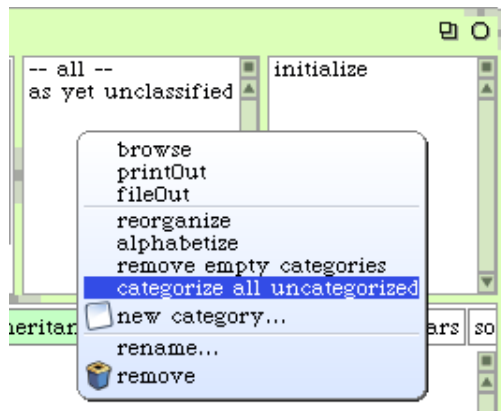 -- all --
as yet unclassified
initialize
browse
printOut
fileOut
reorganize
alphabetize
remove empty categories
categorize all uncategorized
new category...
rename...
remove
eritar
ars
so